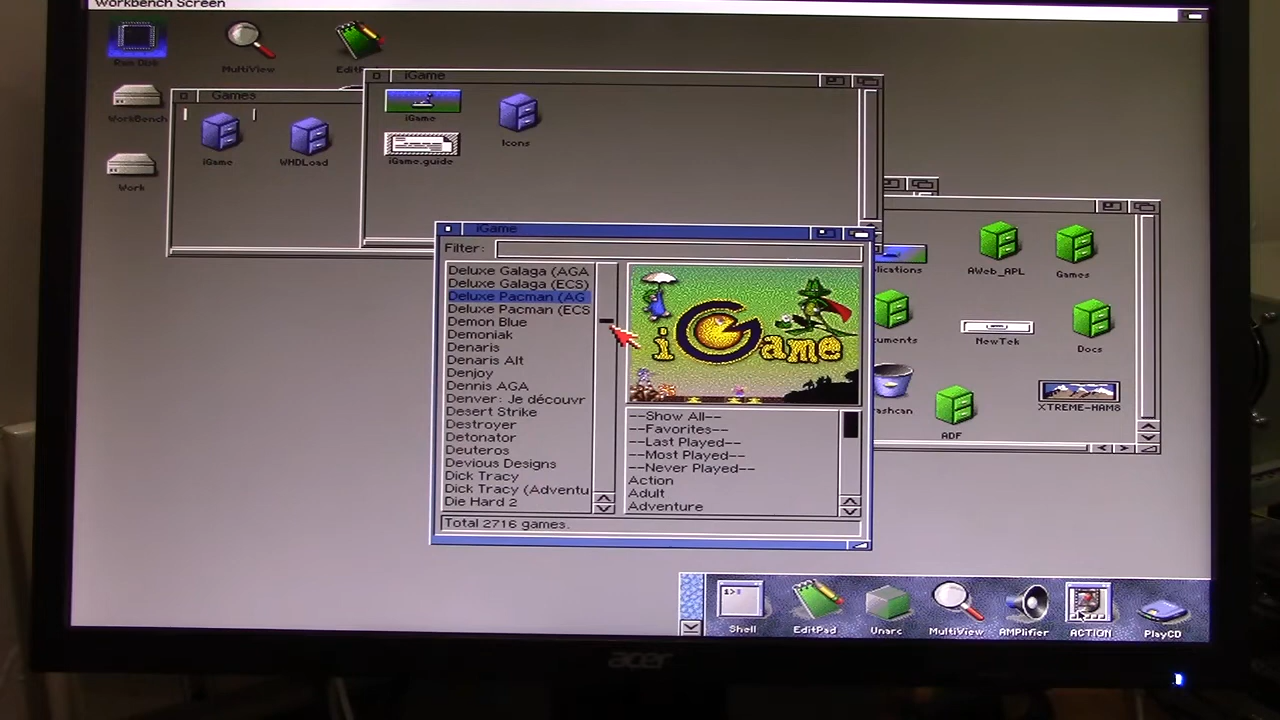 Workbench Screen
Ram Disk
MultiView
WorkBench
Work
Games
iGame
WHDLoad
iGame
iGame
Icons
iGame.guide
AWeb_APL
Games
NewTek
Docs
ADF
XTREME-HAM8
iGame
Filter:
Deluxe Galaga (AGA
Deluxe Galaga (ECS)
Deluxe Pacman (AG
Deluxe Pacman (ECS
Demon Blue
Demoniak
Denaris
Denaris Alt
Denjoy
Dennis AGA
Denver: Je découvr
Desert Strike
Destroyer
Detonator
Deuteros
Devious Designs
Dick Tracy
Dick Tracy (Adventu
Die Hard 2
iGame
--Show All--
--Favorites--
--Last Played--
--Most Played--
--Never Played--
Action
Adult
Adventure
Total 2716 games.
1>
Shell
EditPad
Unarc
MultiView
AMPlifier
ACTION
PlayCD
acer